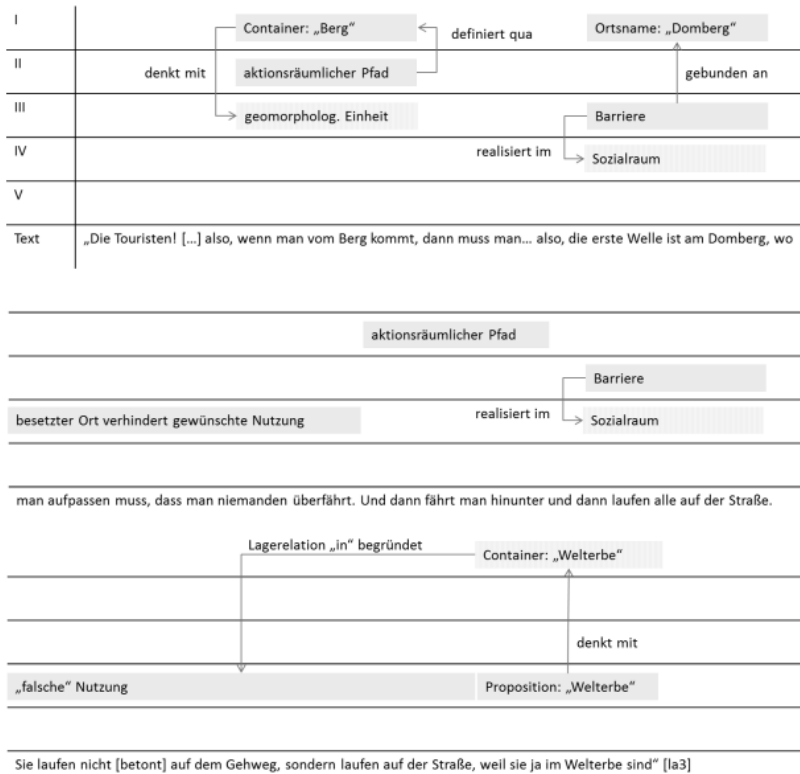 I
Container: „Berg“
definiert qua
Ortsname: „Domberg“
II
denkt mit
aktionsräumlicher Pfad
gebunden an
III
geomorpholog. Einheit
Barriere
IV
realisiert im
Sozialraum
V
Text
„Die Touristen! [...] also, wenn man vom Berg kommt, dann muss man... also, die erste Welle ist am Domberg, wo
aktionsräumlicher Pfad
Barriere
besetzter Ort verhindert gewünschte Nutzung
realisiert im
Sozialraum
man aufpassen muss, dass man niemanden überfährt. Und dann fährt man hinunter und dann laufen alle auf der Straße.
Lagerelation „in“ begründet
Container: „Welterbe“
denkt mit
„falsche“ Nutzung
Proposition: „Welterbe“
Sie laufen nicht [betont] auf dem Gehweg, sondern laufen auf der Straße, weil sie ja im Welterbe sind“ [la3]